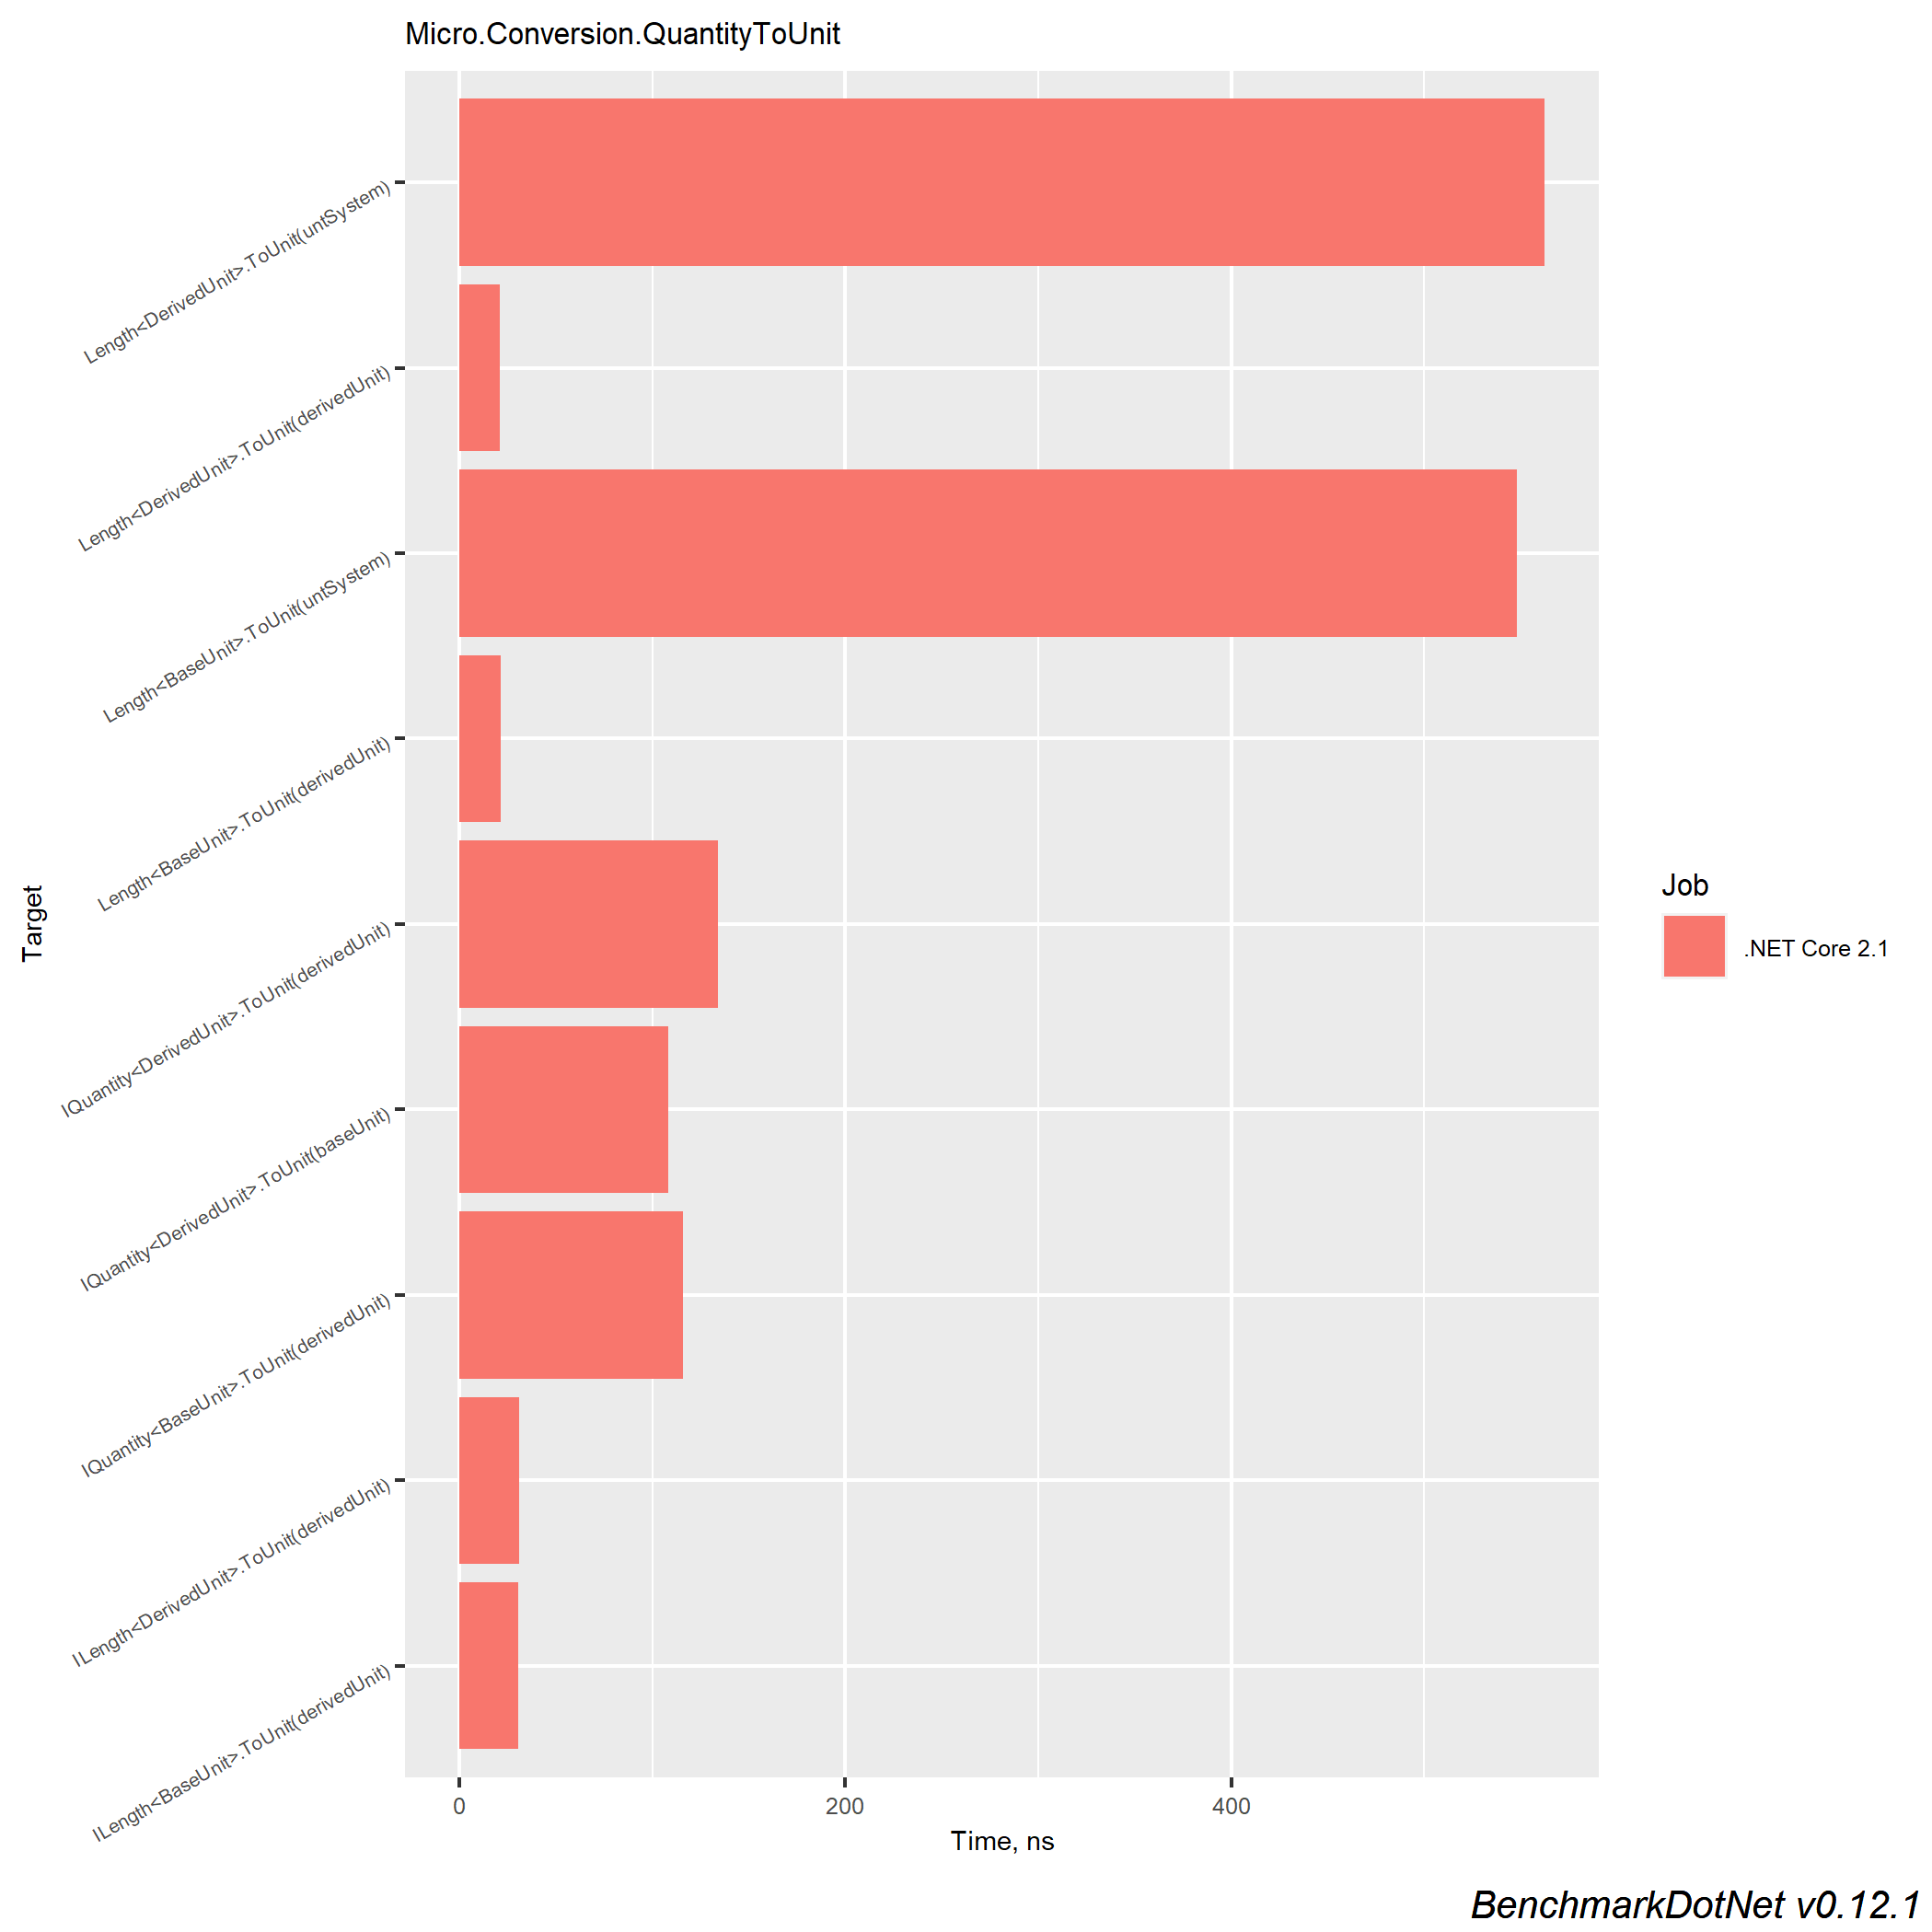 Micro.Conversion.QuantityToUnit
Length<DerivedUnit>.ToUnit(untSystem)
Length<DerivedUnit>.ToUnit(derivedUnit)
Length<BaseUnit>.ToUnit(untSystem)
Length<BaseUnit>.ToUnit(derivedUnit)
IQuantity<DerivedUnit>.ToUnit(derivedUnit)
IQuantity<DerivedUnit>.ToUnit(baseUnit)
IQuantity<BaseUnit>.ToUnit(derivedUnit)
ILength<DerivedUnit>.ToUnit(derivedUnit)
ILength<BaseUnit>.ToUnit(derivedUnit)
Target
0 200 400
Time, ns
Job
.NET Core 2.1
BenchmarkDotNet v0.12.1